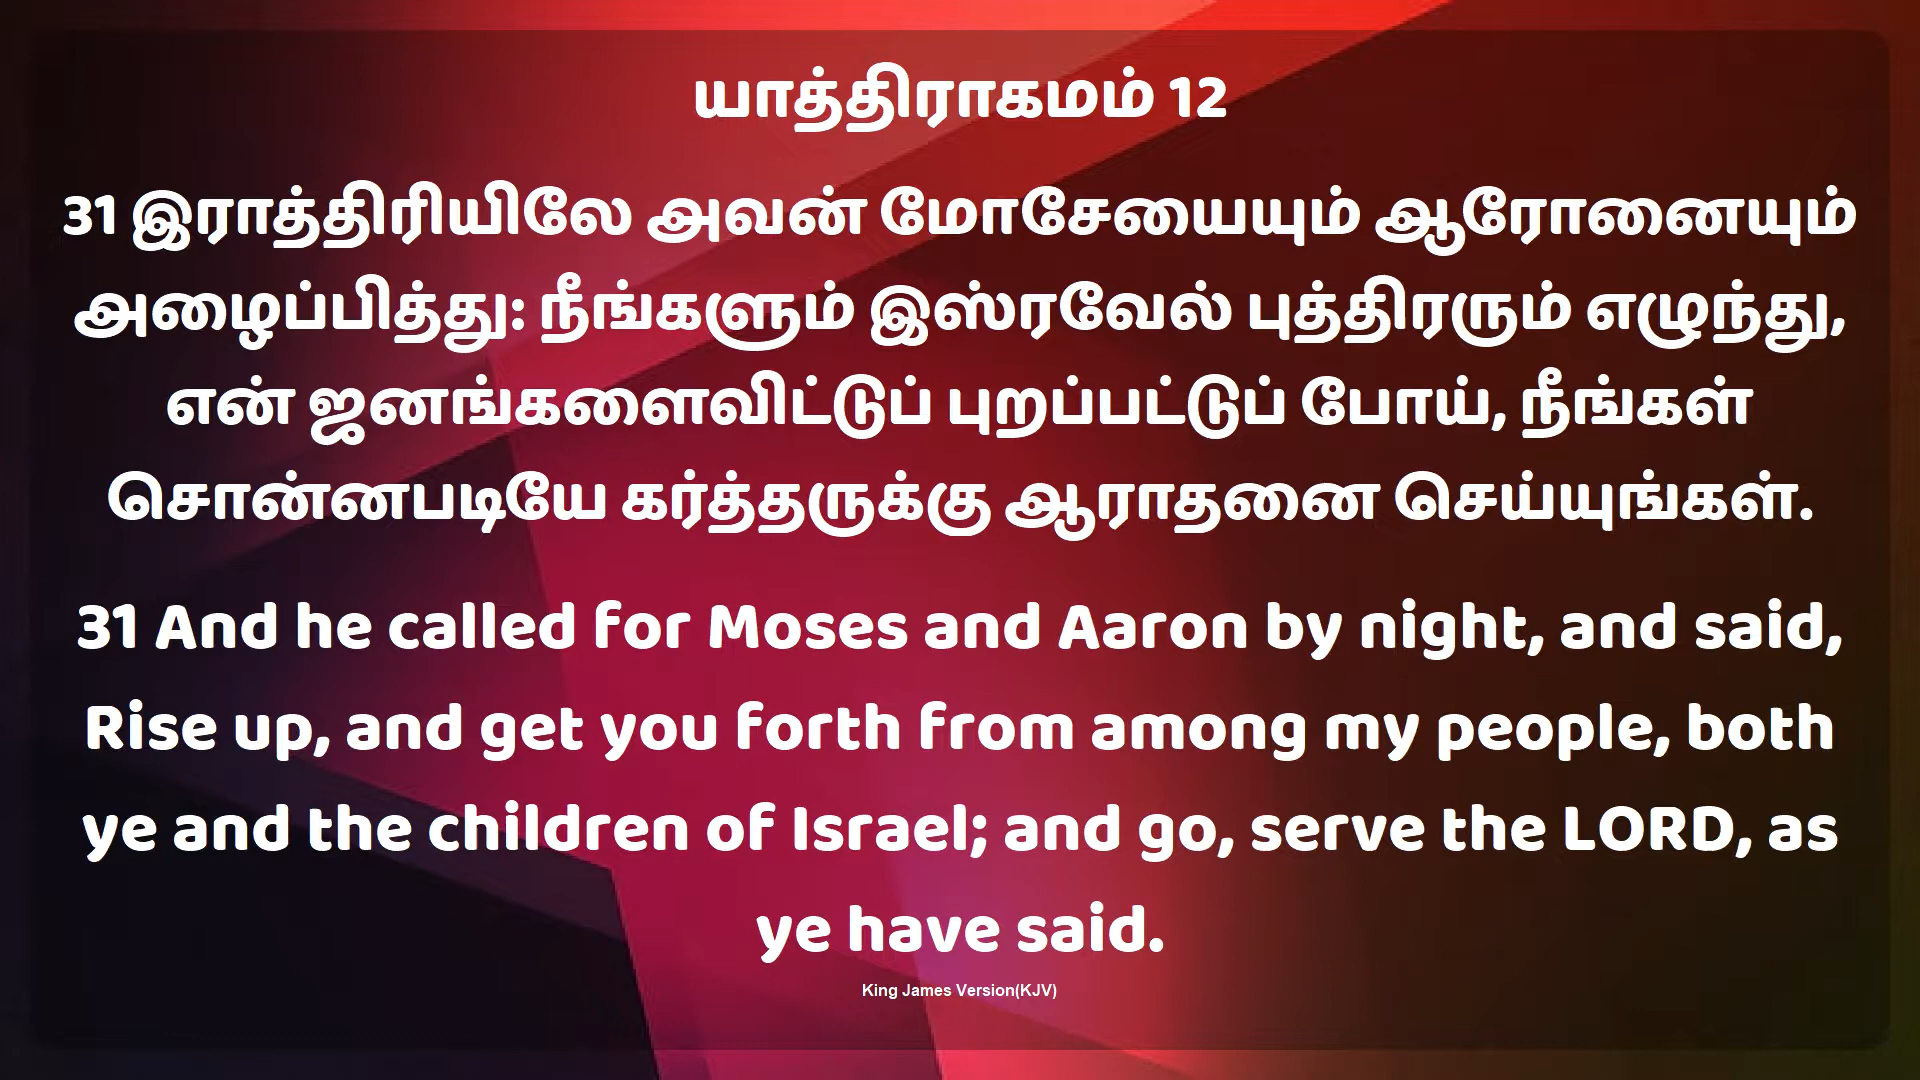 யாத்திராகமம் 12
31 இராத்திரியிலே அவன் மோசேயையும் ஆரோனையும்
அழைப்பித்து: நீங்களும் இஸ்ரவேல் புத்திரரும் எழுந்து,
என் ஜனங்களைவிட்டுப் புறப்பட்டுப் போய், நீங்கள்
சொன்னபடியே கர்த்தருக்கு ஆராதனை செய்யுங்கள்.
31 And he called for Moses and Aaron by night, and said,
Rise up, and get you forth from among my people, both
ye and the children of Israel; and go, serve the LORD, as
ye have said.
King James Version(KJV)